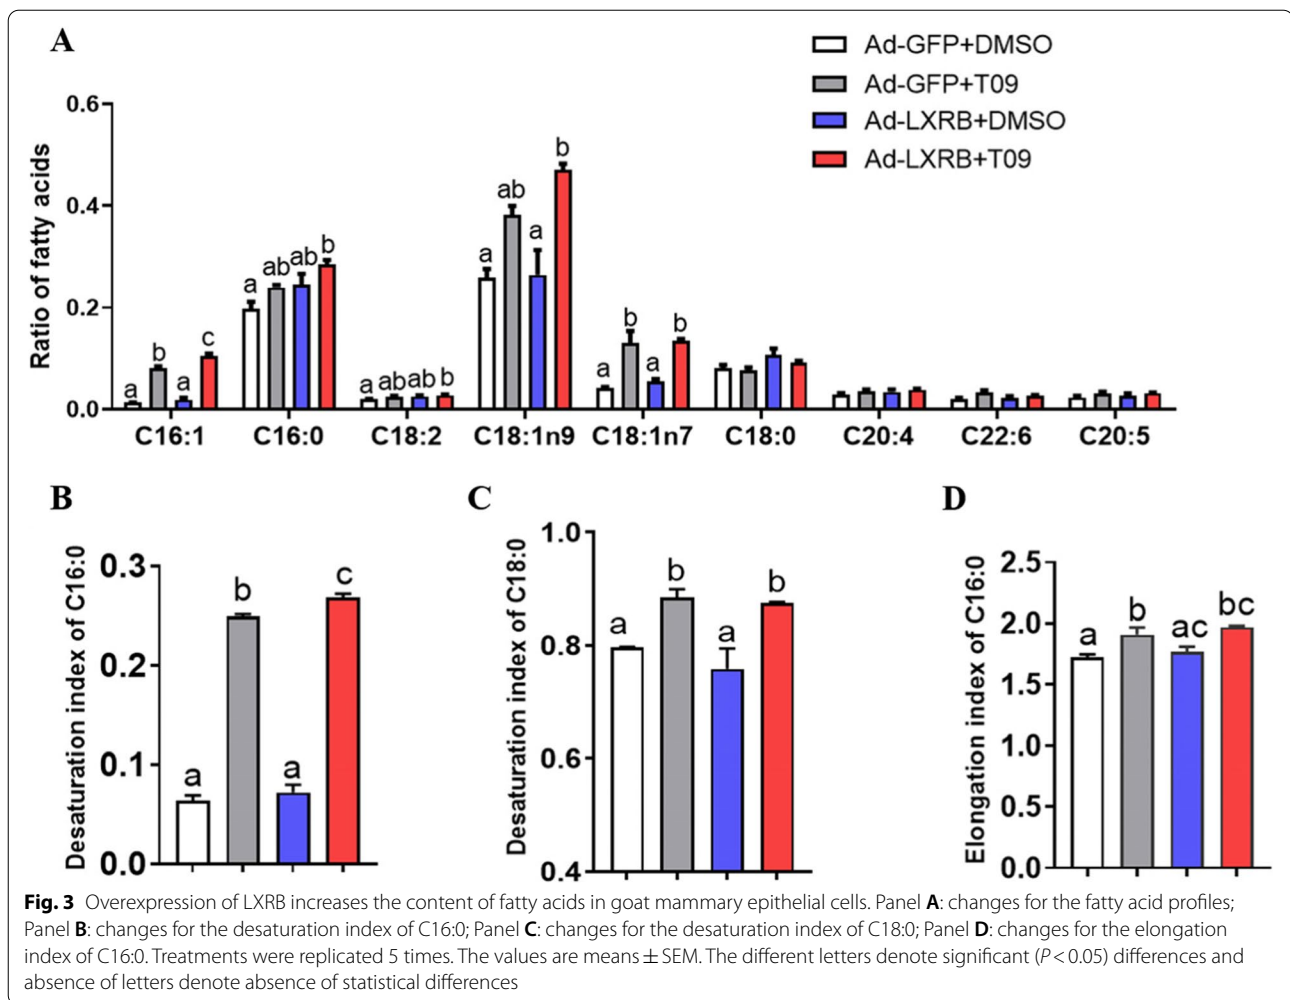 A
Ad-GFP+DMSO
Ad-GFP+T09
Ad-LXRB+DMSO
Ad-LXRB+T09
Ratio of fatty acids
0.6
0.4
0.2
0.0
a b a c
a ab ab b
a ab ab b
a ab a b
a b a b
C16:1 C16:0 C18:2 C18:1n9 C18:1n7 C18:0 C20:4 C22:6 C20:5
B
Desaturation index of C16:0
0.3
0.2
0.1
0.0
a b a c
C
Desaturation index of C18:0
1.0
0.8
0.6
0.4
a b a b
D
Elongation index of C16:0
2.5
2.0
1.5
1.0
0.5
0.0
a b ac bc
Fig. 3 Overexpression of LXRB increases the content of fatty acids in goat mammary epithelial cells. Panel A: changes for the fatty acid profiles;
Panel B: changes for the desaturation index of C16:0; Panel C: changes for the desaturation index of C18:0; Panel D: changes for the elongation
index of C16:0. Treatments were replicated 5 times. The values are means ± SEM. The different letters denote significant (P < 0.05) differences and
absence of letters denote absence of statistical differences